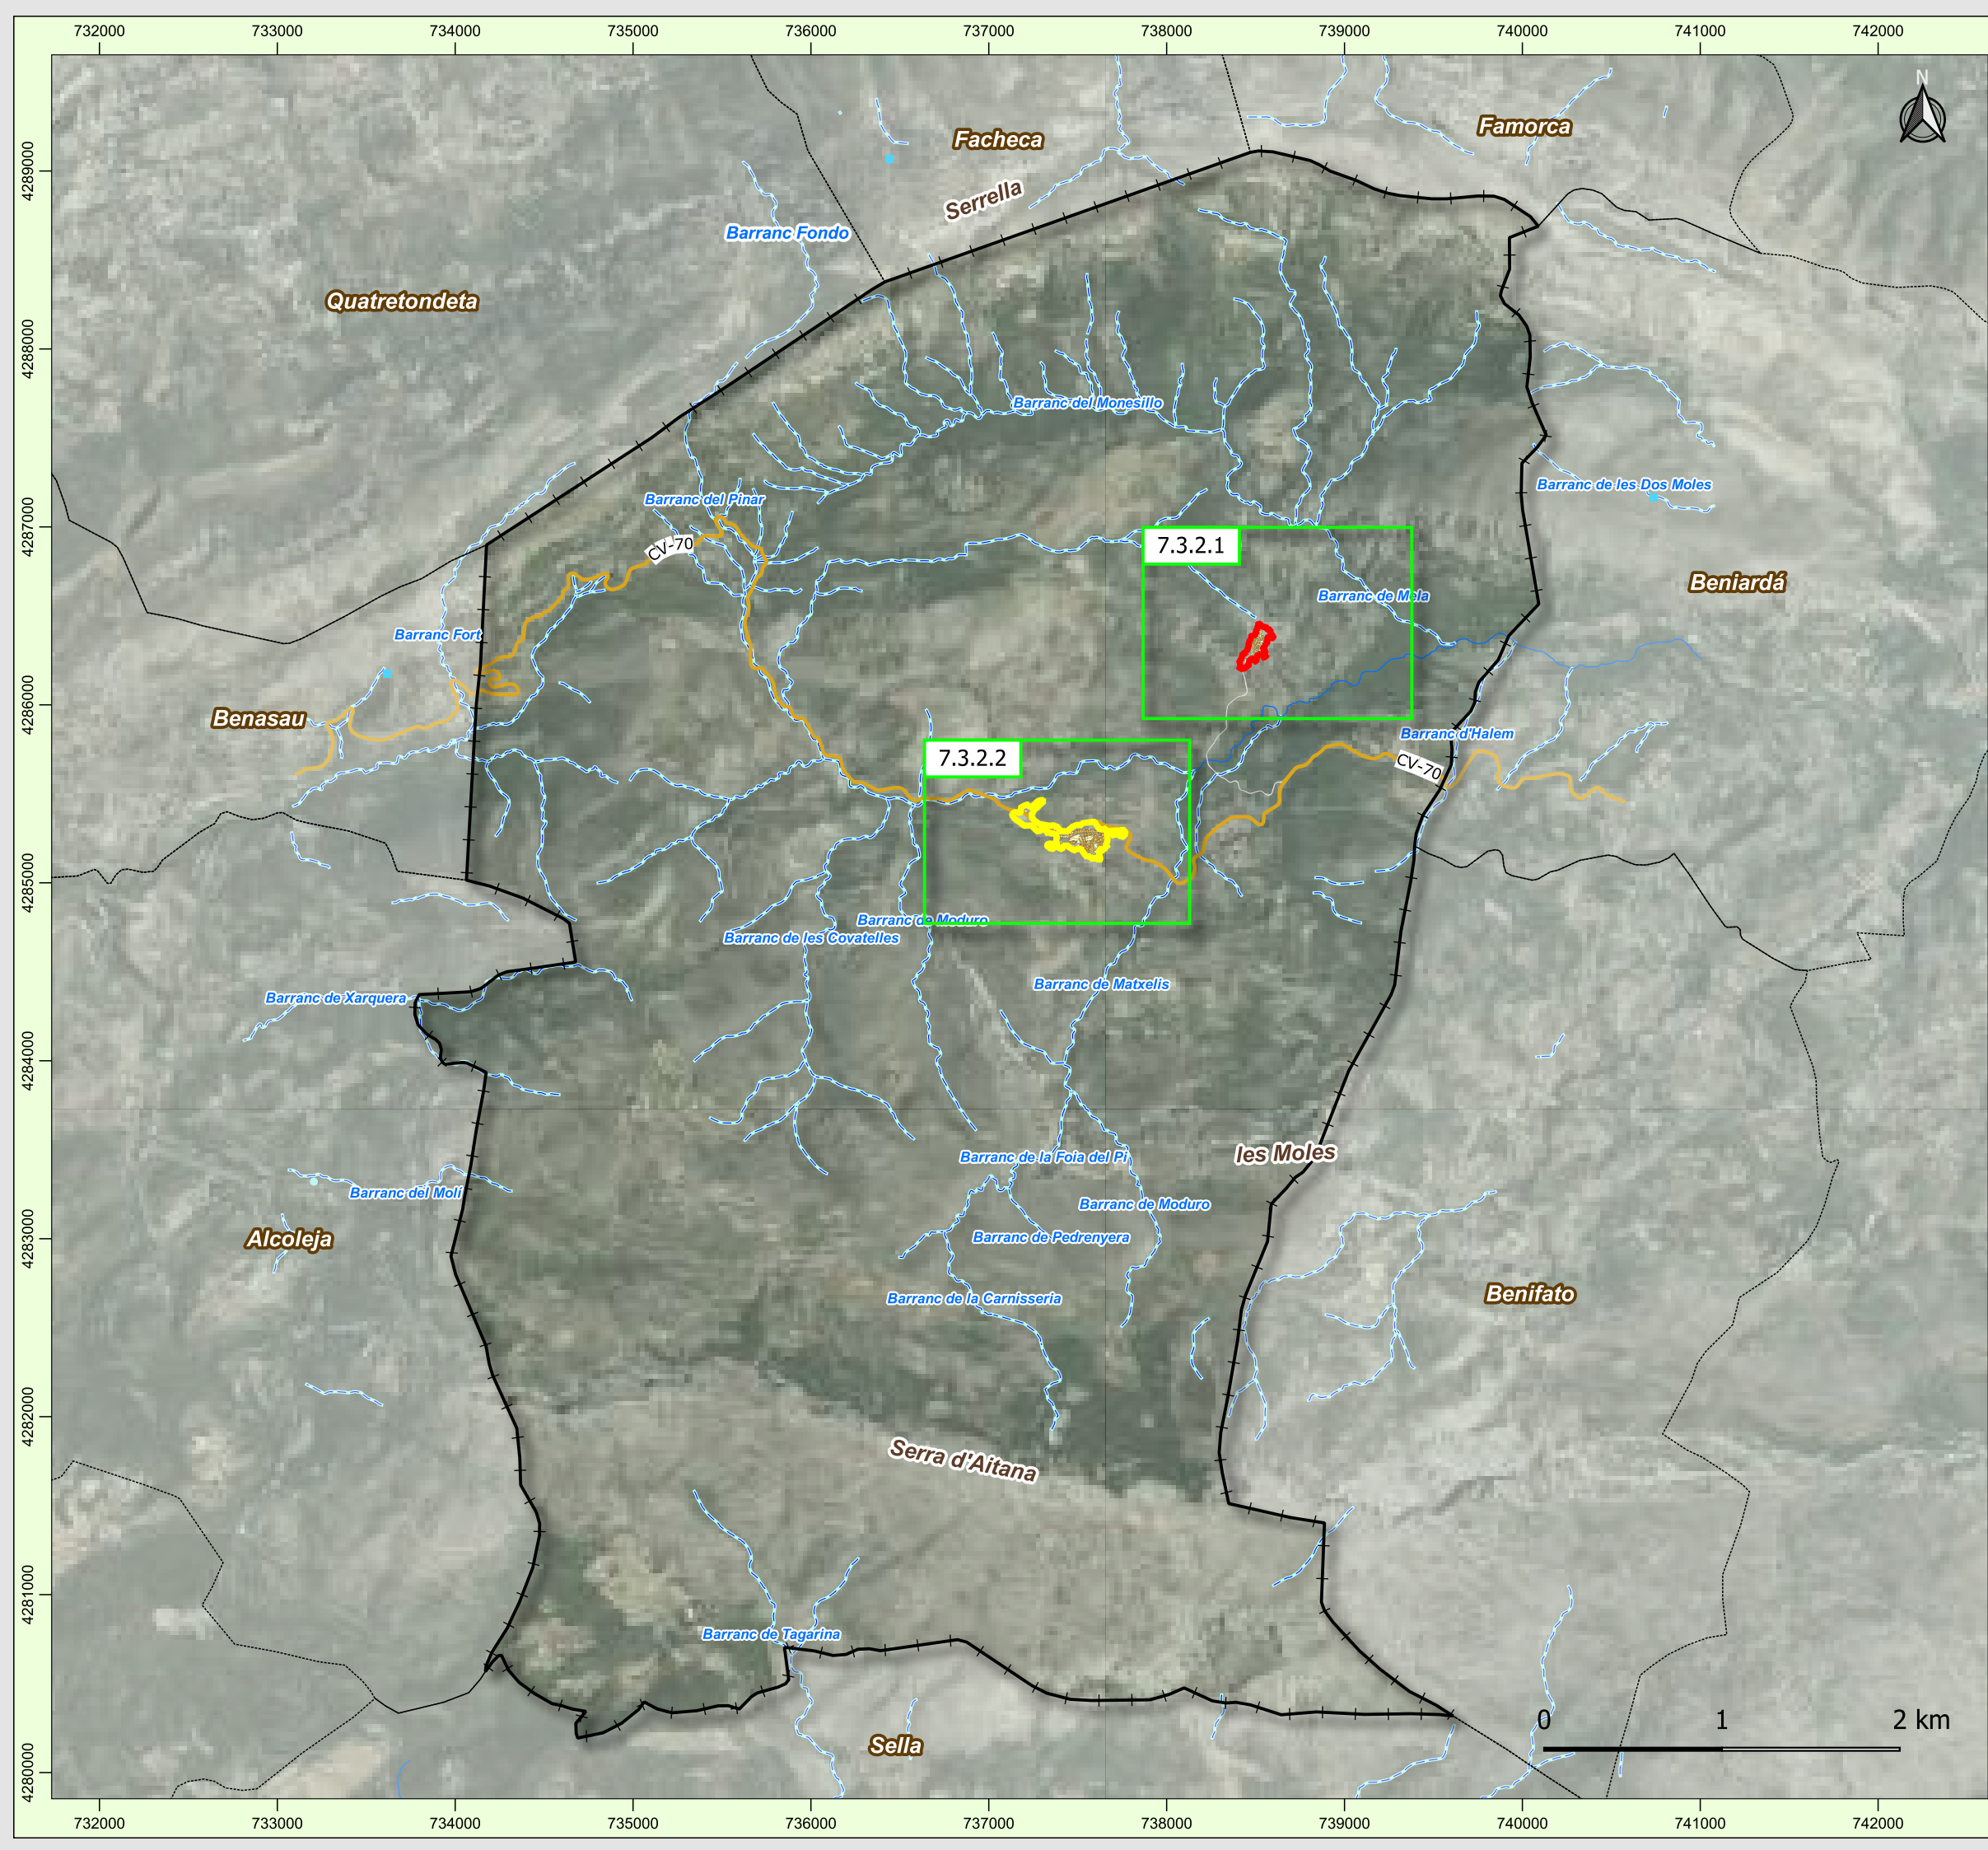 732000 733000 734000 735000 736000 737000 738000 739000 740000 741000 742000
N
Famorca
Facheca
4289000
Serrella
Barranc Fondo
Quatretondeta
4288000
Barranc del Monesillo
Barranc de les Dos Moles
Barranc del Pinar
4287000
CV-70
7.3.2.1
Beniardá
Barranc de Mela
Barranc Fort
4286000
Benasau
Barranc d'Halem
7.3.2.2
CV-70
4285000
Barranc de Moduro
Barranc de les Covatelles
Barranc de Matxelis
Barranc de Xarquera
4284000
les Moles
Barranc de la Foia del Pi
Barranc del Molí
Barranc de Moduro
4283000
Alcoleja
Barranc de Pedrenyera
Benifato
Barranc de la Carnisseria
4282000
Serra d'Aitana
4281000
Barranc de Tagarina
0 1 2 km
Sella
4280000
732000 733000 734000 735000 736000 737000 738000 739000 740000 741000 742000